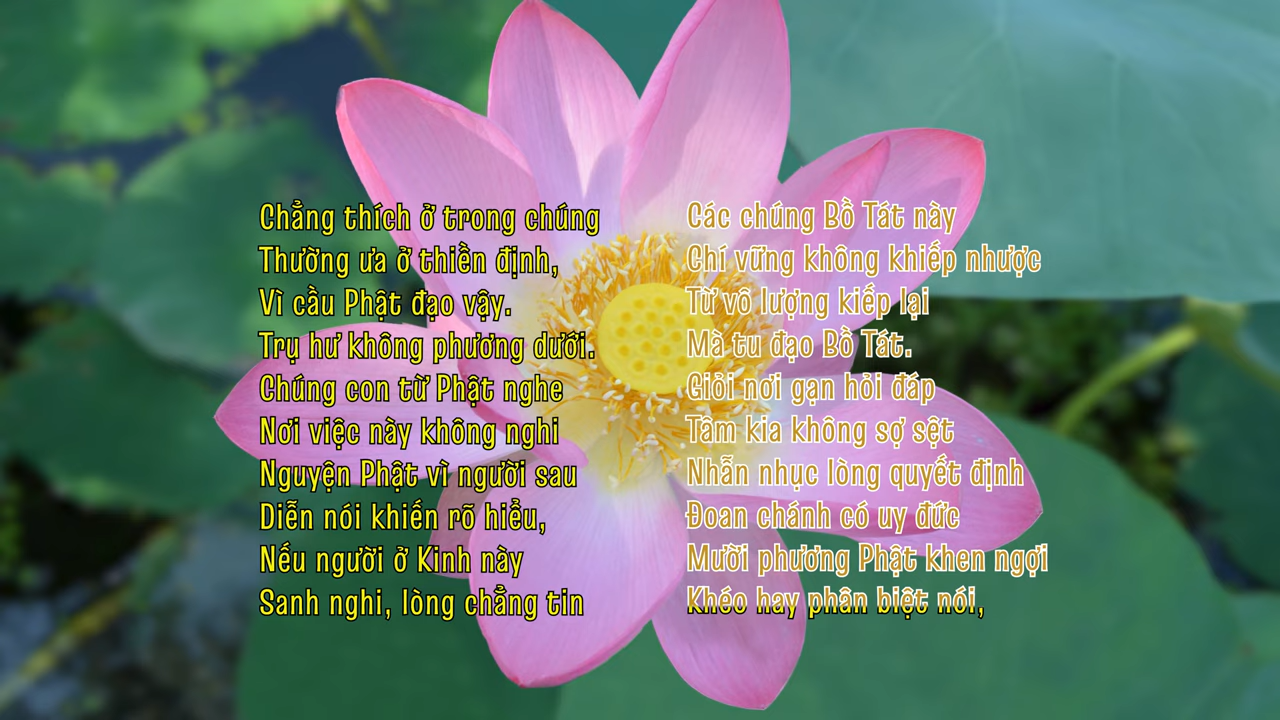 Chẳng thích ở trong chúng
Thường ưa ở thiền định,
Vì cầu Phật đạo vậy.
Trụ hư không phương dưới.
Chúng con từ Phật nghe
Nơi việc này không nghi
Nguyện Phật vì người sau
Diễn nói khiến rõ hiểu,
Nếu người ở Kinh này
Sanh nghi, lòng chẳng tin
Các chúng Bồ Tát này
Chí vững không khiếp nhược
Từ vô lượng kiếp lại
Mà tu đạo Bồ Tát.
Giỏi nơi gạn hỏi đáp
Tâm kia không sợ sệt
Nhẫn nhục lòng quyết định
Đoan chánh có uy đức
Mười phương Phật khen ngợi
Khéo hay phân biệt nói,